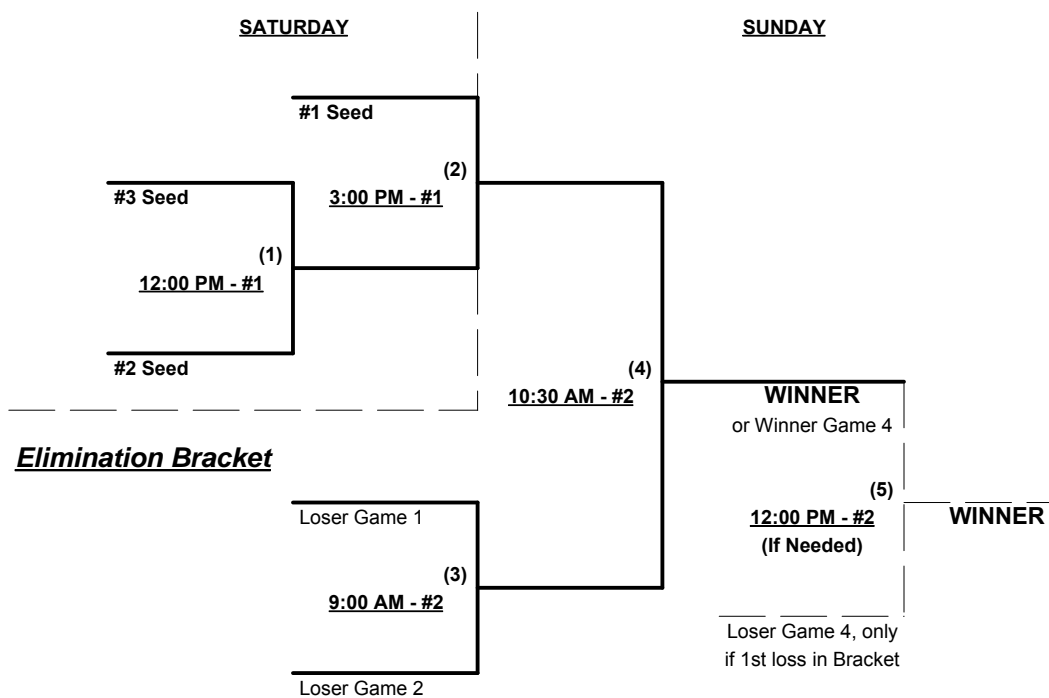 SATURDAY
SUNDAY
#1 Seed
(2)
3:00 PM - #1
#3 Seed
(1)
12:00 PM - #1
#2 Seed
(4)
10:30 AM - #2
WINNER
or Winner Game 4
Elimination Bracket
Loser Game 1
(5)
12:00 PM - #2
(If Needed)
WINNER
(3)
9:00 AM - #2
Loser Game 4, only
if 1st loss in Bracket
Loser Game 2